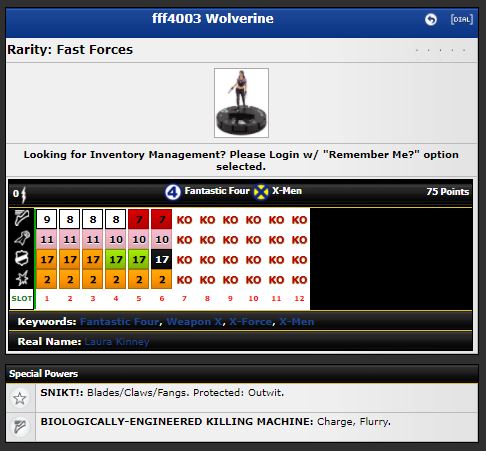 fff4003 Wolverine
[DIAL]
Rarity: Fast Forces
Looking for Inventory Management? Please Login w/ "Remember Me?" option
selected.
0 4 Fantastic Four X-Men 75 Points
9 8 8 8 7 7 KO KO KO KO KO KO
11 11 11 10 10 10 KO KO KO KO KO KO
17 17 17 17 17 17 KO KO KO KO KO KO
2 2 2 2 2 2 KO KO KO KO KO KO
SLOT 1 2 3 4 5 6 7 8 9 10 11 12
Keywords: Fantastic Four, Weapon X, X-Force, X-Men
Real Name: Laura Kinney
Special Powers
SNIKT!: Blades/Claws/Fangs. Protected: Outwit.
BIOLOGICALLY-ENGINEERED KILLING MACHINE: Charge, Flurry.